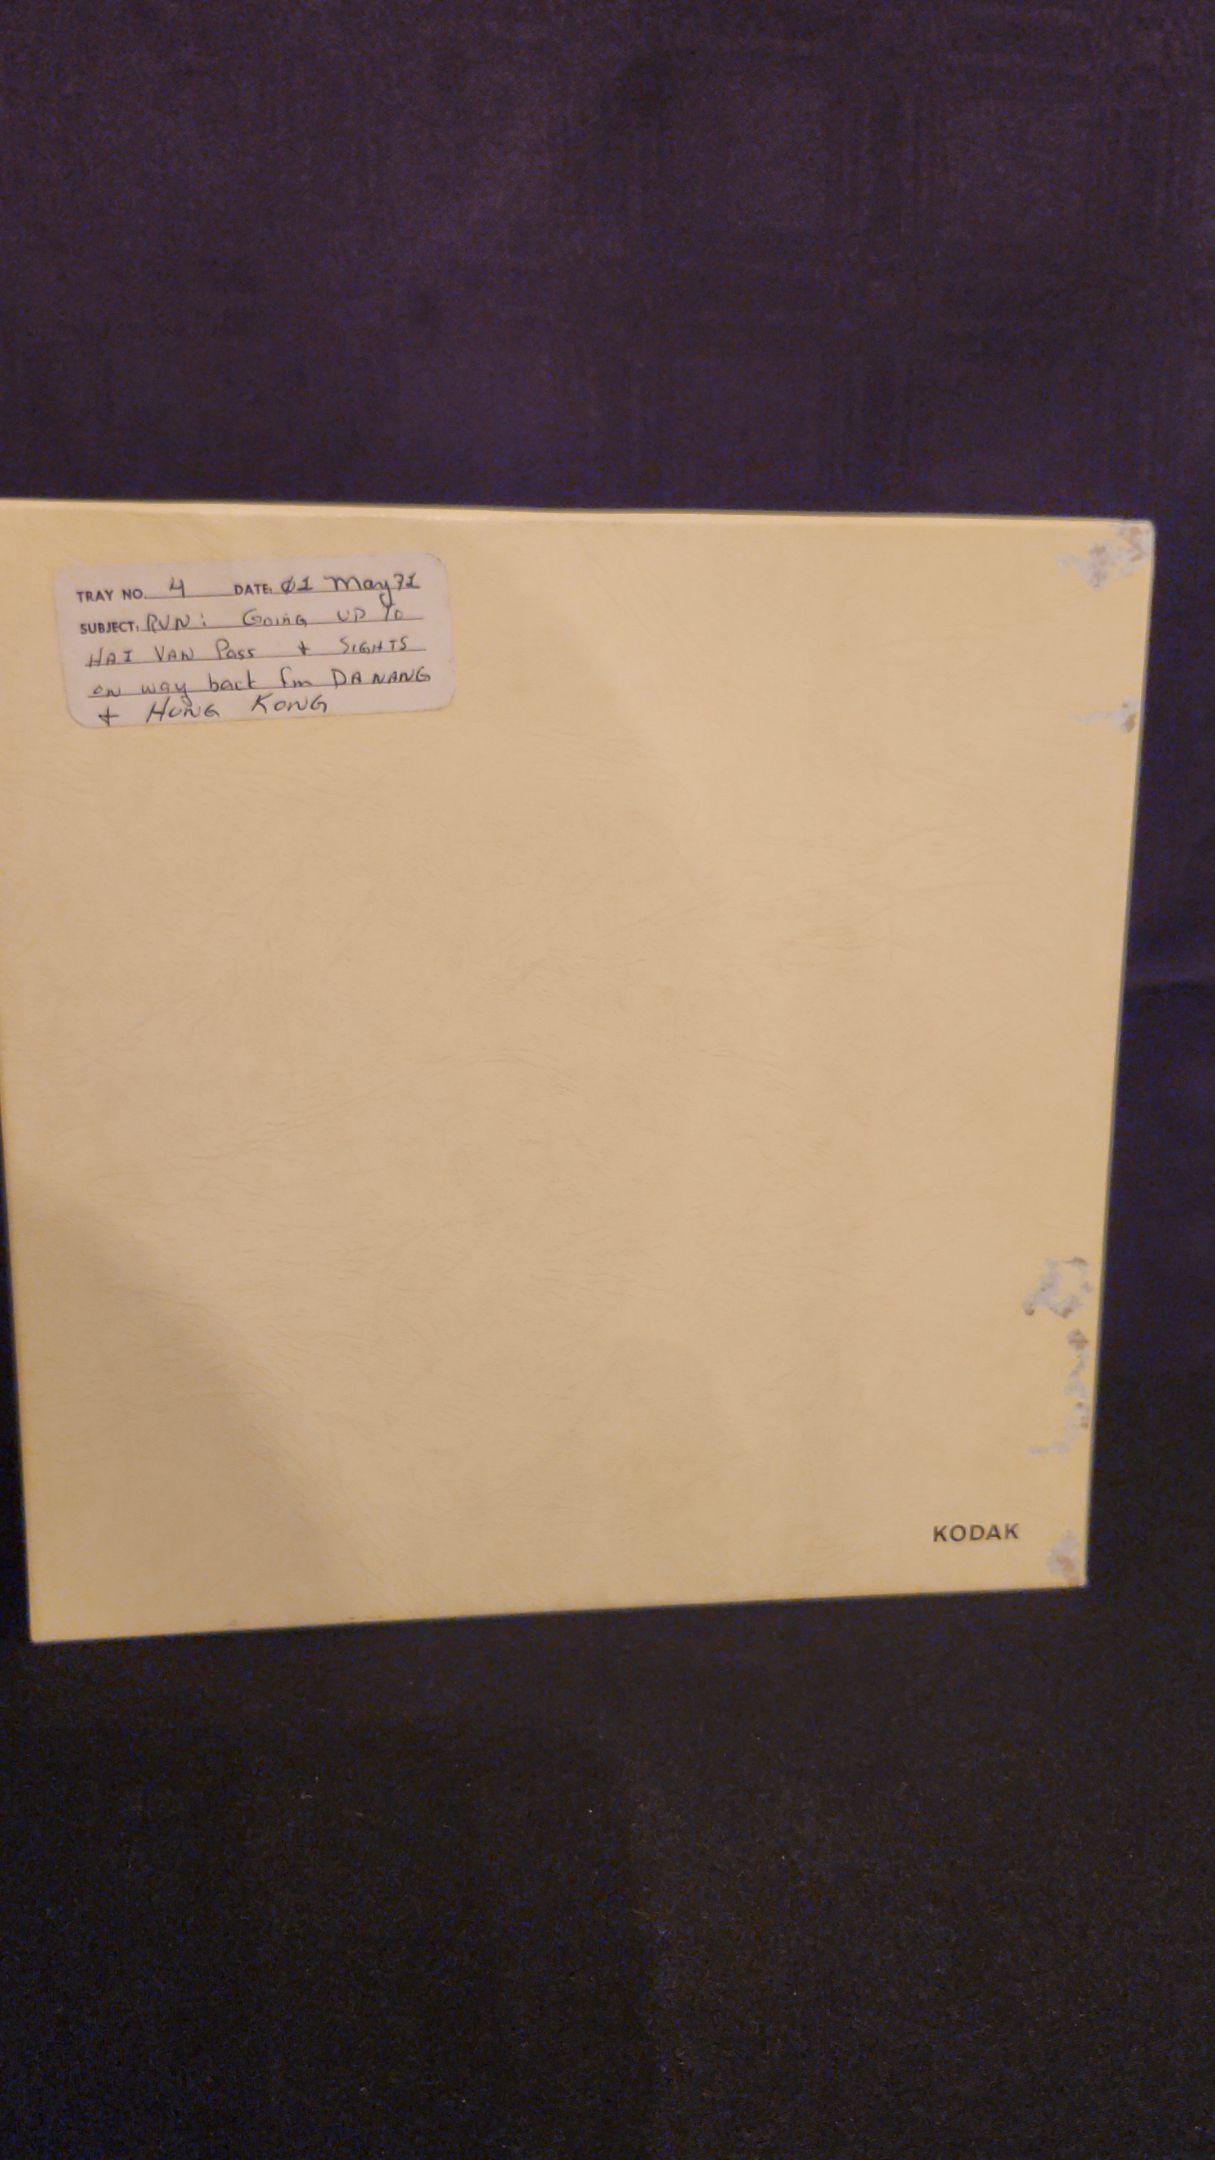 TRAY NO. 4 DATE: Ø1 May 71
SUBJECT: RVN: Going UP to
HAI VAN Pass + SIGHTS
on way back fm DA NANG
+ HONG KONG
KODAK